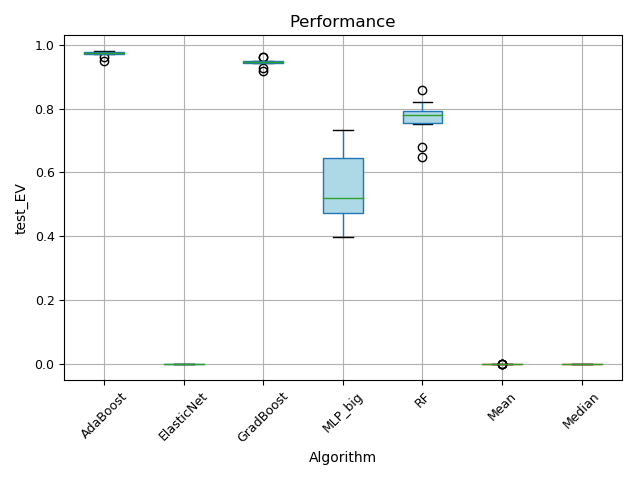 Performance
1.0
0.8
0.6
0.4
0.2
0.0
test_EV
AdaBoost
ElasticNet
GradBoost
MLP_big
RF
Mean
Median
Algorithm